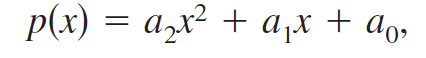 p(x) = a₂x² + a₁x + a₀,